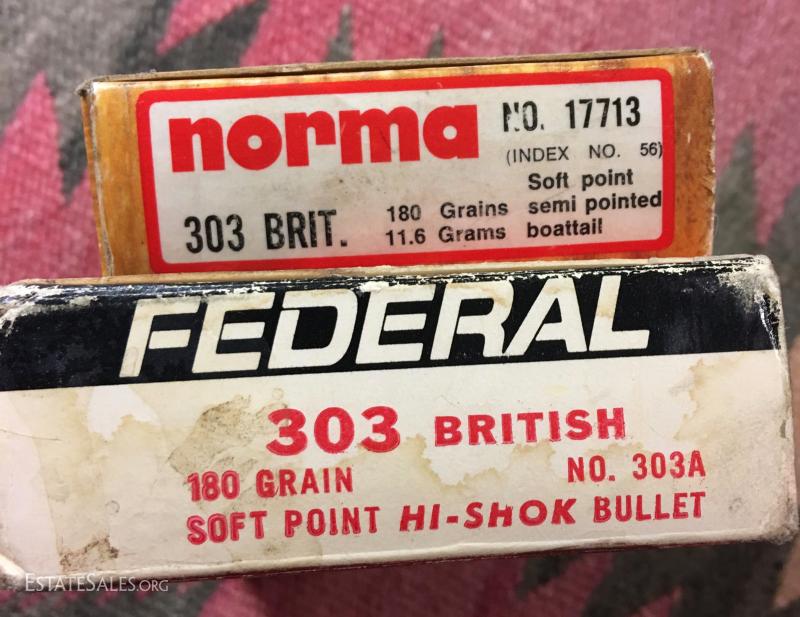 norma NO. 17713
(INDEX NO. 56)
Soft point
303 BRIT. 180 Grains semi pointed
11.6 Grams boattail
FEDERAL
303 BRITISH
180 GRAIN NO. 303A
SOFT POINT HI-SHOK BULLET
ESTATESALES.ORG